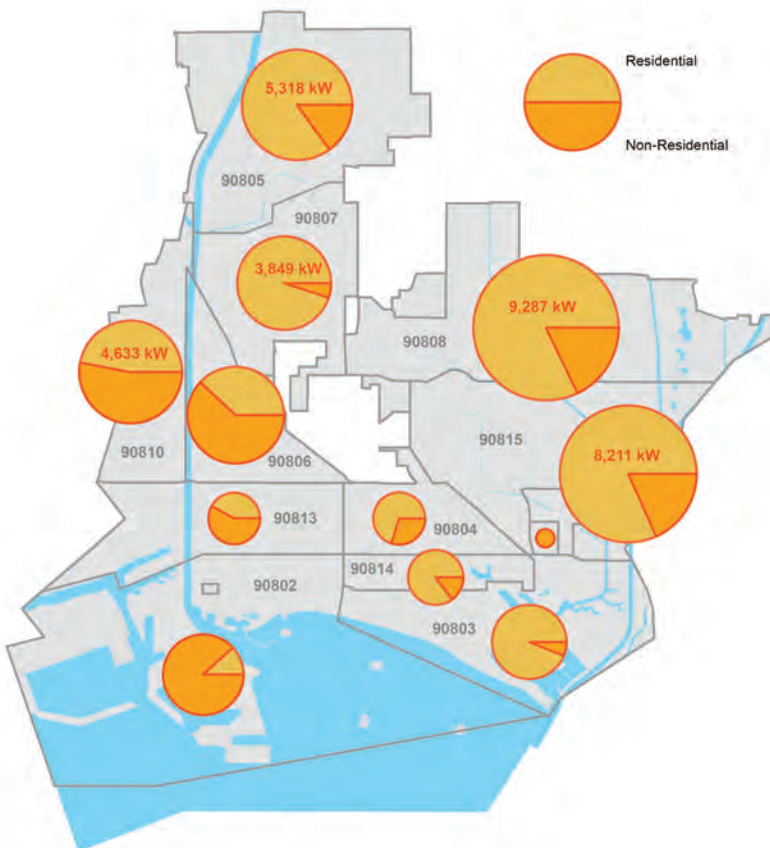 5,318 kW
Residential
Non-Residential
90805
90807
3,849 kW
9,287 kW
90808
4,633 kW
90815
8,211 kW
90810
90806
90813
90804
90814
90802
90803